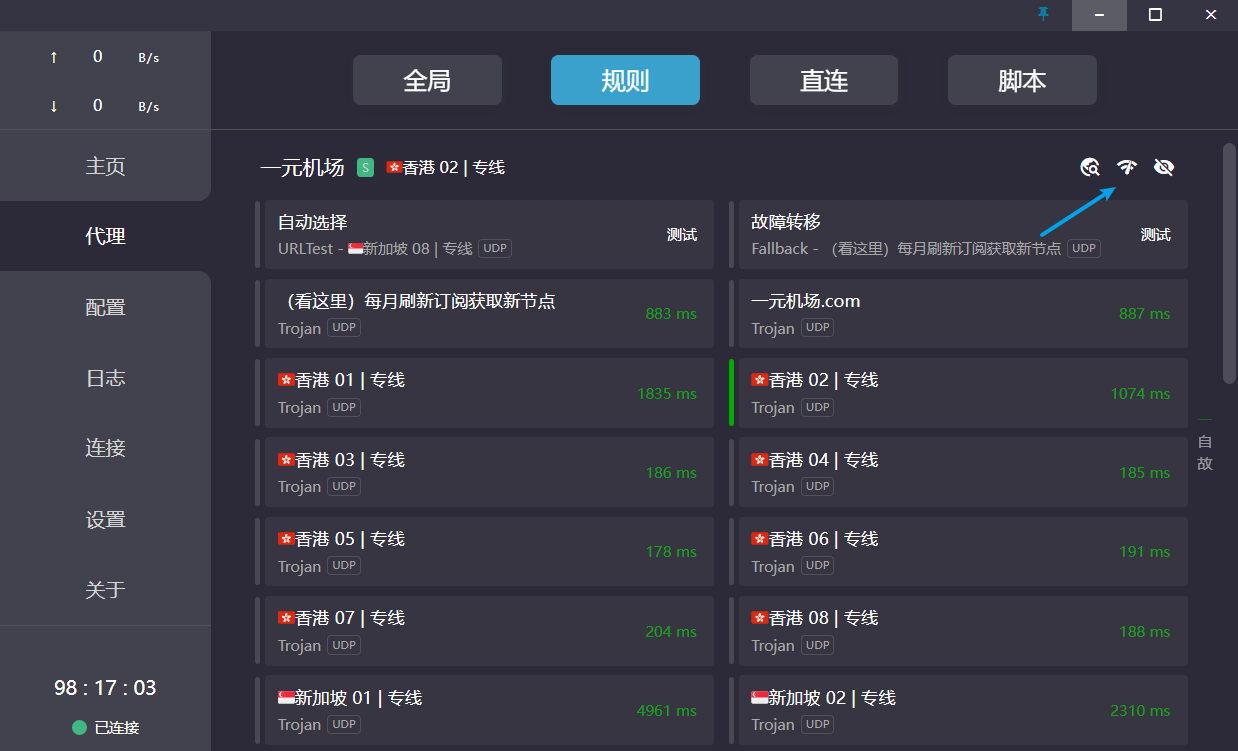 ↑ 0 B/s
↓ 0 B/s
主页
代理
配置
日志
连接
设置
关于
98 : 17 : 03
已连接
全局 规则 直连 脚本
一元机场 S 🇭🇰香港 02 | 专线
自动选择
URLTest - 🇸🇬新加坡 08 | 专线 UDP
测试
故障转移
Fallback - （看这里）每月刷新订阅获取新节点 UDP
测试
（看这里）每月刷新订阅获取新节点
Trojan UDP
883 ms
一元机场.com
Trojan UDP
887 ms
🇭🇰香港 01 | 专线
Trojan UDP
1835 ms
🇭🇰香港 02 | 专线
Trojan UDP
1074 ms
🇭🇰香港 03 | 专线
Trojan UDP
186 ms
🇭🇰香港 04 | 专线
Trojan UDP
185 ms
🇭🇰香港 05 | 专线
Trojan UDP
178 ms
🇭🇰香港 06 | 专线
Trojan UDP
191 ms
🇭🇰香港 07 | 专线
Trojan UDP
204 ms
🇭🇰香港 08 | 专线
Trojan UDP
188 ms
🇸🇬新加坡 01 | 专线
Trojan UDP
4961 ms
🇸🇬新加坡 02 | 专线
Trojan UDP
2310 ms
自
故